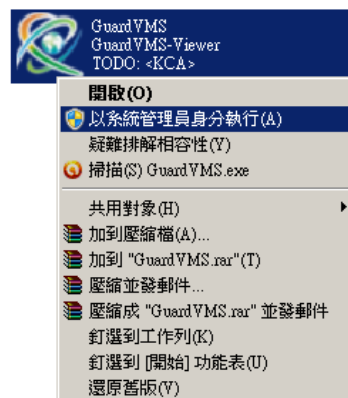 GuardVMS
GuardVMS-Viewer
TODO: <KCA>
開啟(O)
以系統管理員身分執行(A)
疑難排解相容性(Y)
掃描(S) GuardVMS.exe
共用對象(H)
加到壓縮檔(A)...
加到 "GuardVMS.rar"(T)
壓縮並發郵件...
壓縮成 "GuardVMS.rar" 並發郵件
釘選到工作列(K)
釘選到 [開始] 功能表(U)
還原舊版(V)